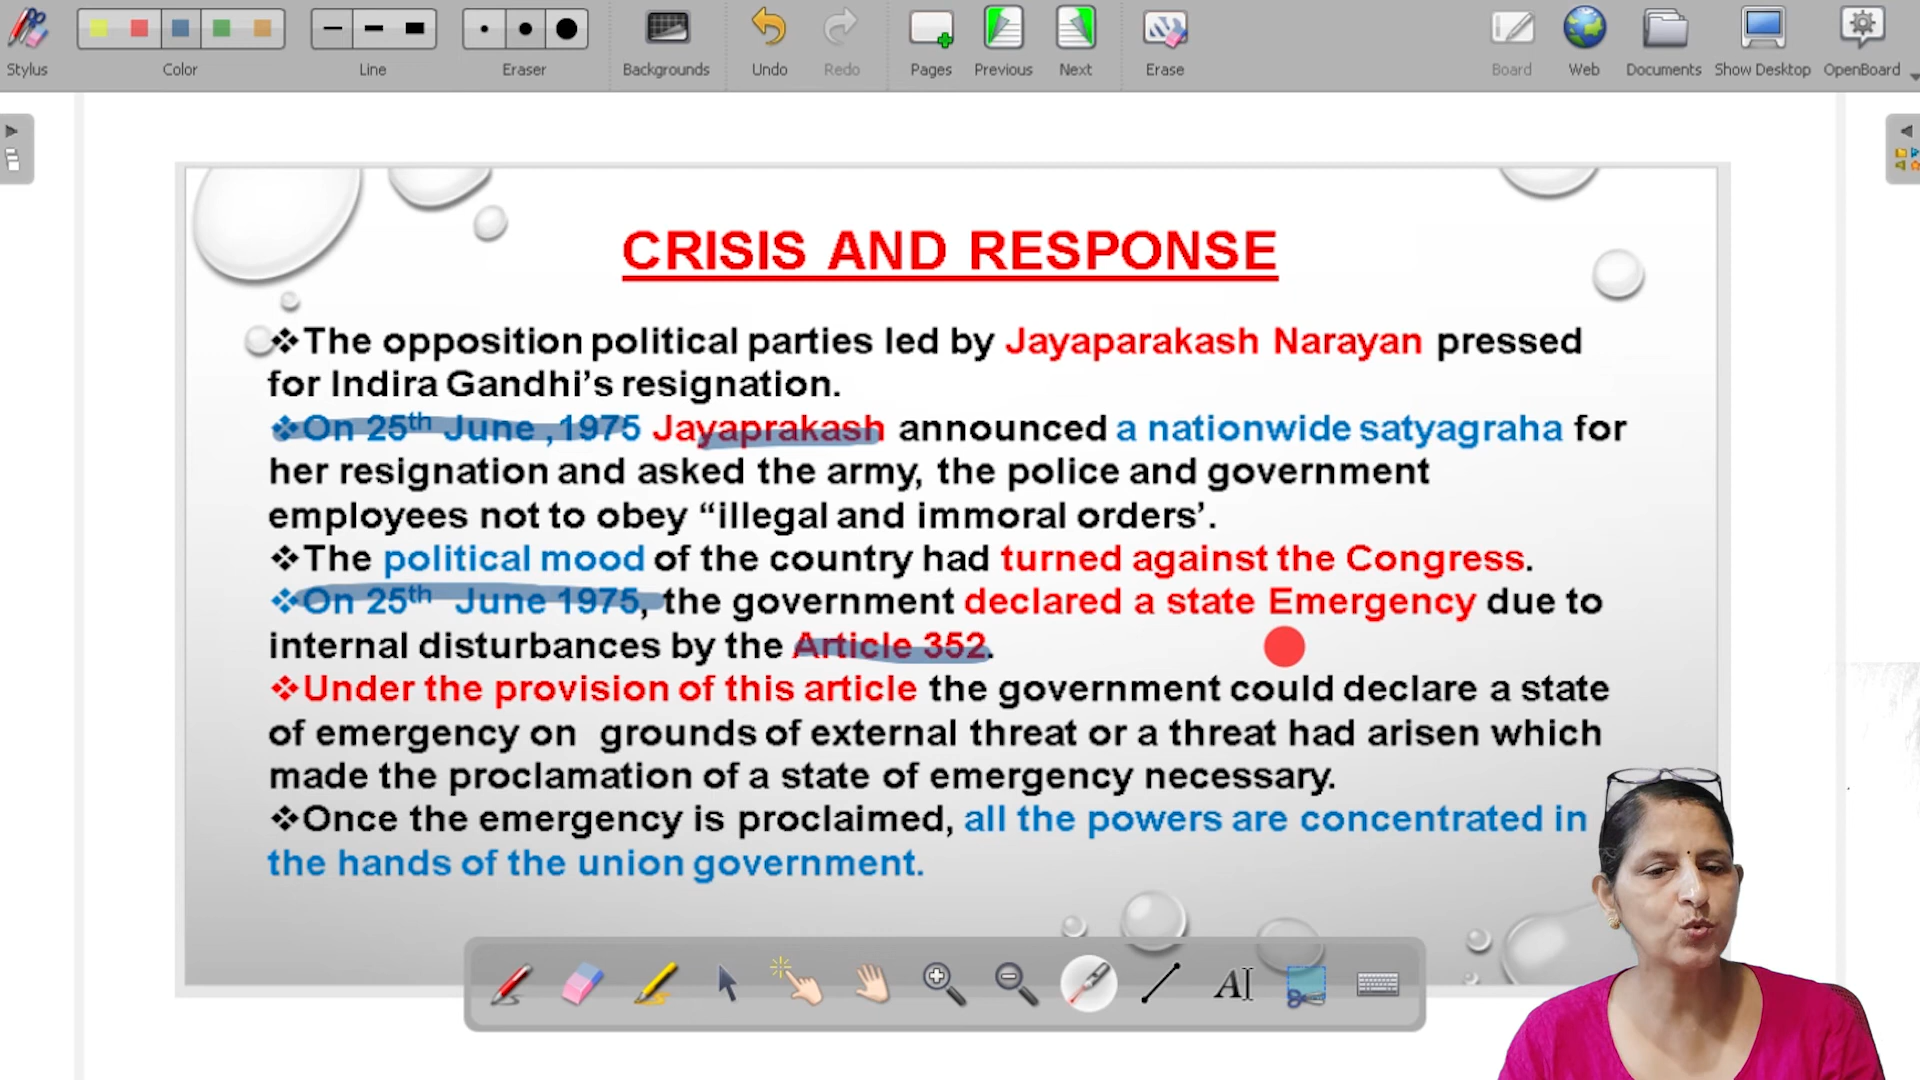 Stylus Color Line Eraser Backgrounds Undo Redo Pages Previous Next Erase Board Web Documents Show Desktop OpenBoard
CRISIS AND RESPONSE
❖The opposition political parties led by Jayaparakash Narayan pressed
for Indira Gandhi’s resignation.
❖On 25th June ,1975 Jayaprakash announced a nationwide satyagraha for
her resignation and asked the army, the police and government
employees not to obey “illegal and immoral orders’.
❖The political mood of the country had turned against the Congress.
❖On 25th June 1975, the government declared a state Emergency due to
internal disturbances by the Article 352.
❖Under the provision of this article the government could declare a state
of emergency on grounds of external threat or a threat had arisen which
made the proclamation of a state of emergency necessary.
❖Once the emergency is proclaimed, all the powers are concentrated in
the hands of the union government.
AI